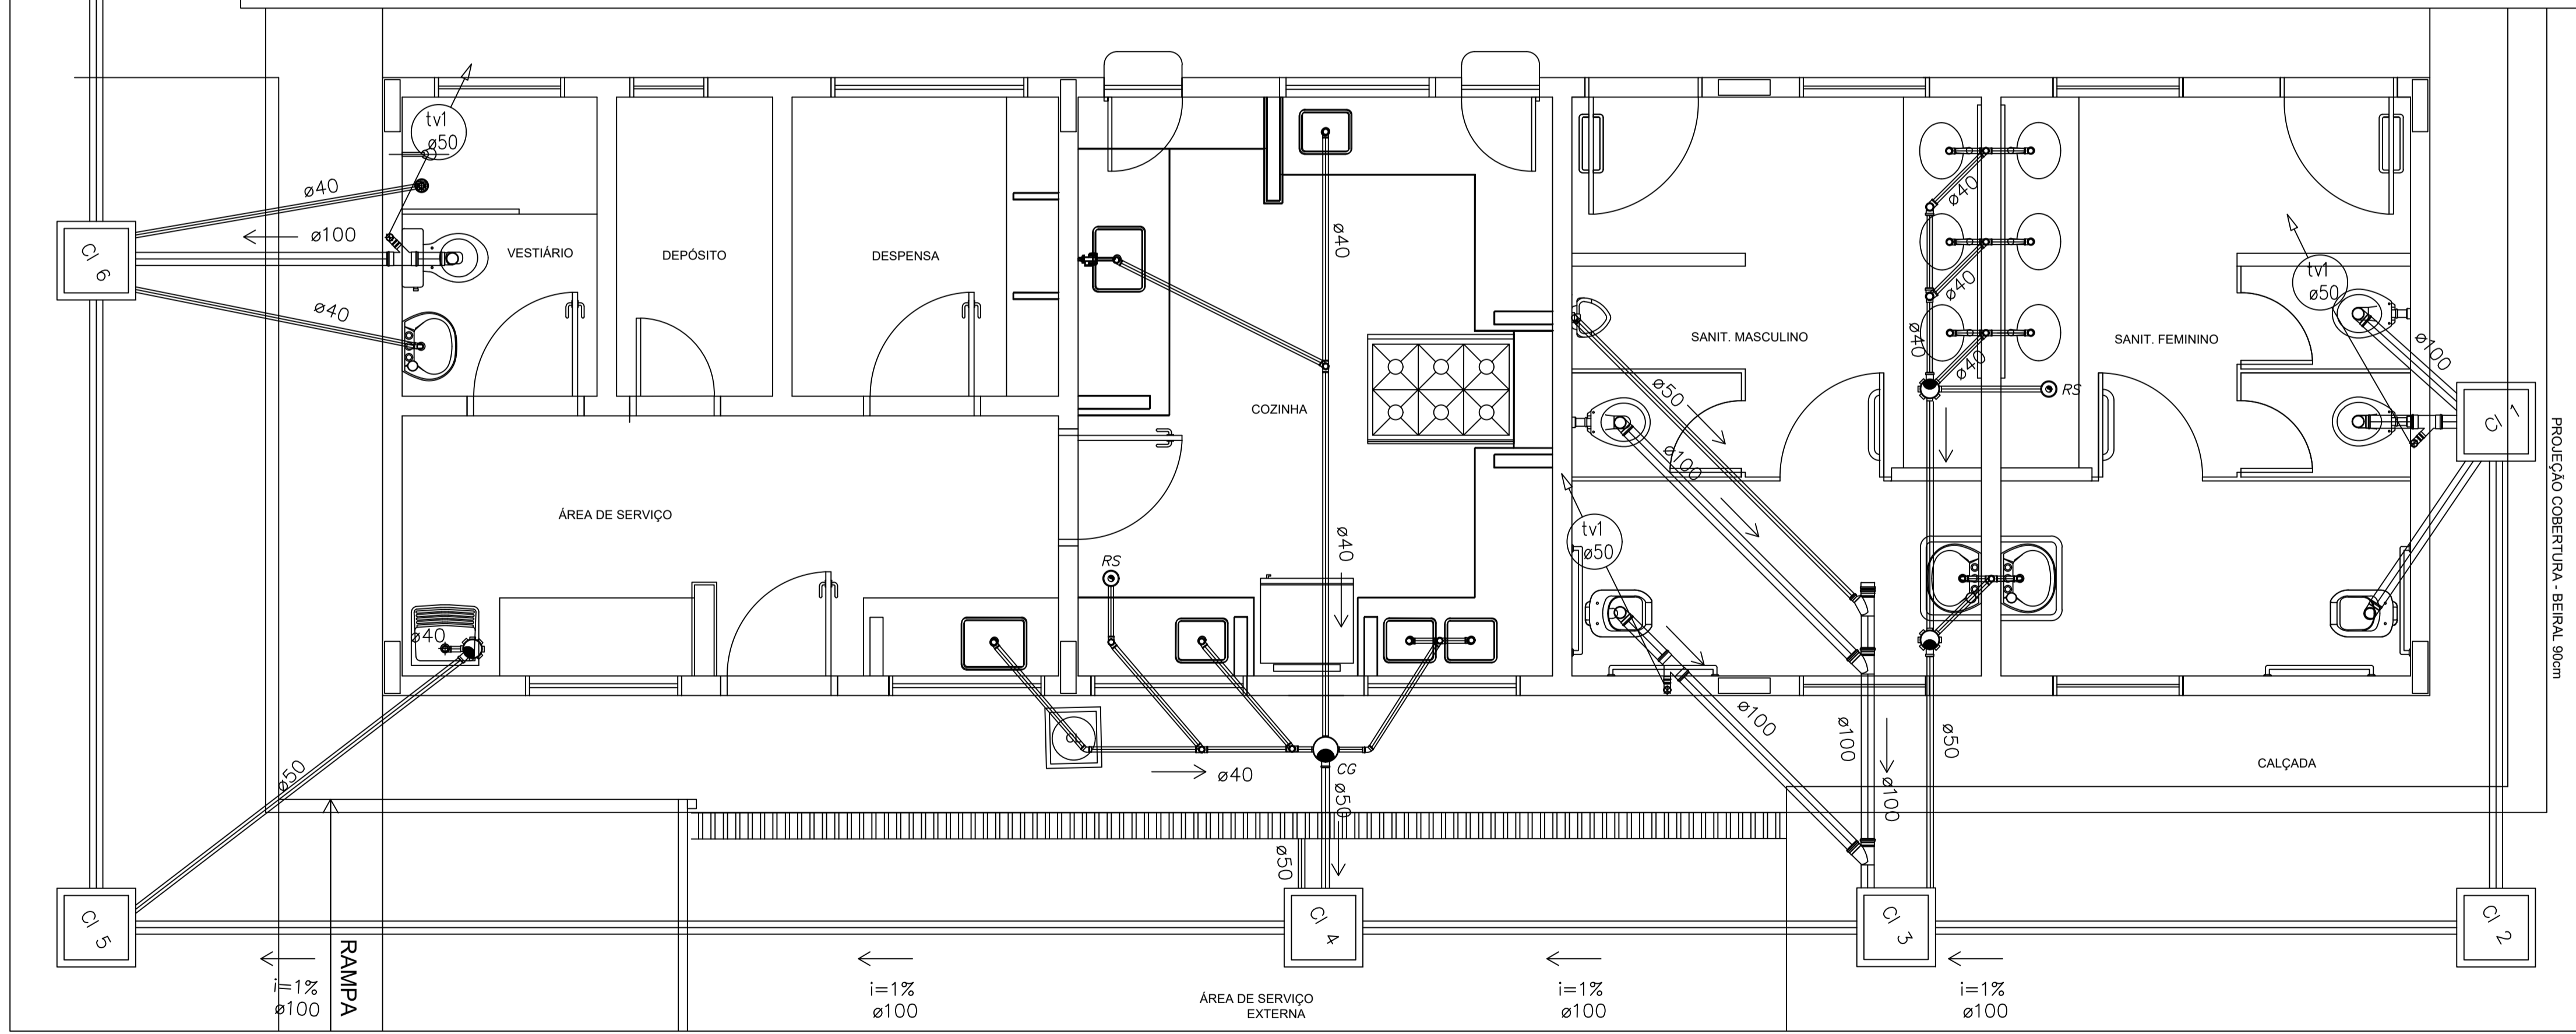 tv1
ø50
ø40
CI 6
ø100
ø40
VESTIÁRIO
DEPÓSITO
DESPENSA
ø40
COZINHA
ø40
ÁREA DE SERVIÇO
RS
ø40
ø50
CL
ø40
CG
ø50
ø50
SANIT. MASCULINO
ø50
ø100
tv1
ø50
ø100
ø100
ø100
ø50
ø40
ø40
ø40
ø40
RS
SANIT. FEMININO
tv1
ø50
ø100
CI 1
PROJEÇÃO COBERTURA - BEIRAL 90cm
CALÇADA
CI 5
CI 4
CI 3
CI 2
RAMPA
i=1%
ø100
i=1%
ø100
ÁREA DE SERVIÇO
EXTERNA
i=1%
ø100
i=1%
ø100